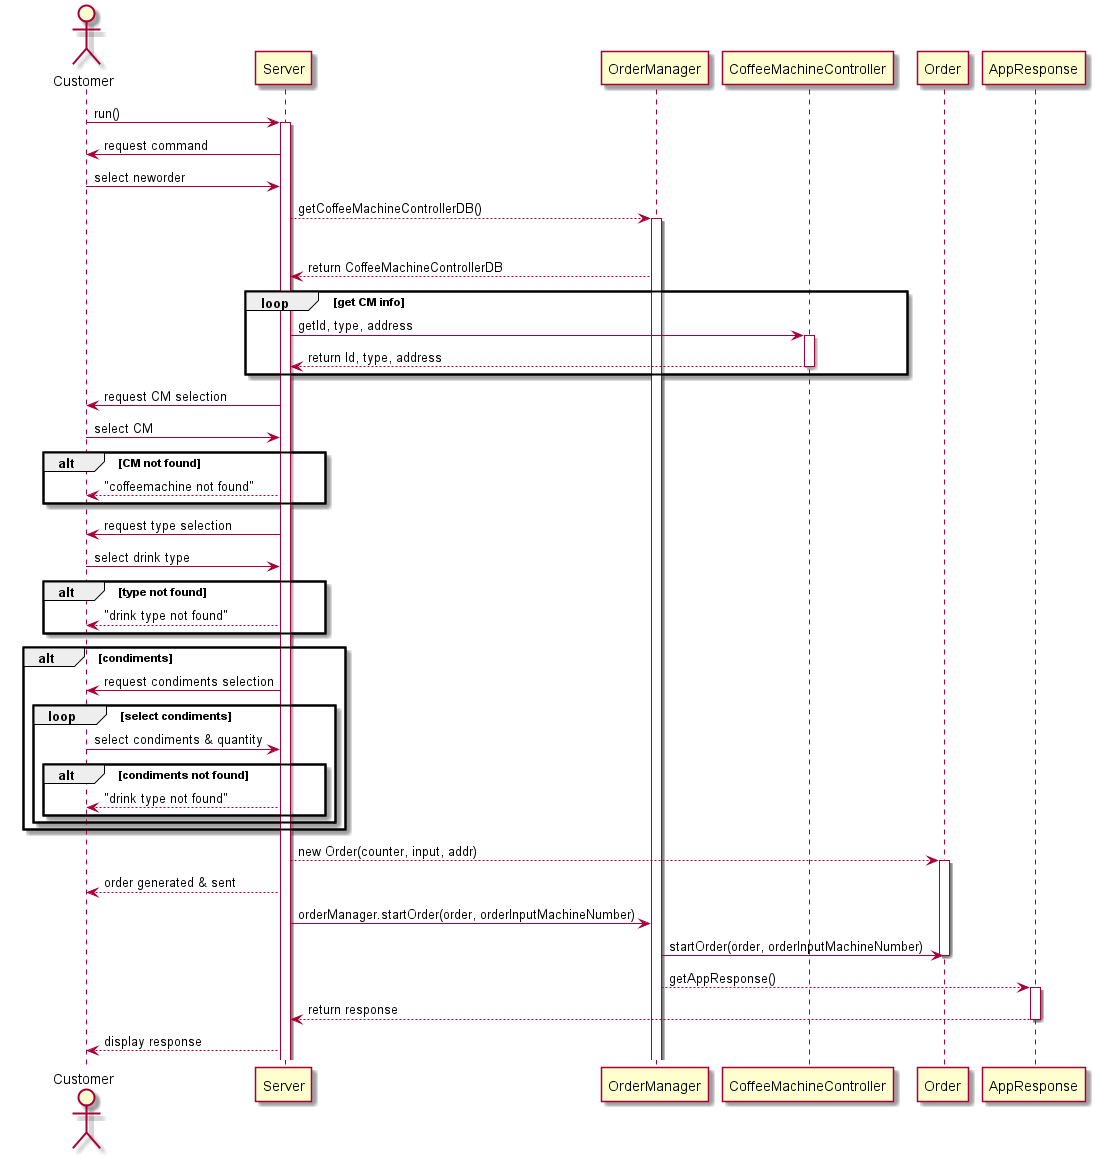 Customer
Server
OrderManager
CoffeeMachineController
Order
AppResponse
run()
request command
select neworder
getCoffeeMachineControllerDB()
return CoffeeMachineControllerDB
loop [get CM info]
getId, type, address
return Id, type, address
request CM selection
select CM
alt [CM not found]
"coffeemachine not found"
request type selection
select drink type
alt [type not found]
"drink type not found"
alt [condiments]
request condiments selection
loop [select condiments]
select condiments & quantity
alt [condiments not found]
"drink type not found"
new Order(counter, input, addr)
order generated & sent
orderManager.startOrder(order, orderInputMachineNumber)
startOrder(order, orderInputMachineNumber)
getAppResponse()
return response
display response
Customer
Server
OrderManager
CoffeeMachineController
Order
AppResponse